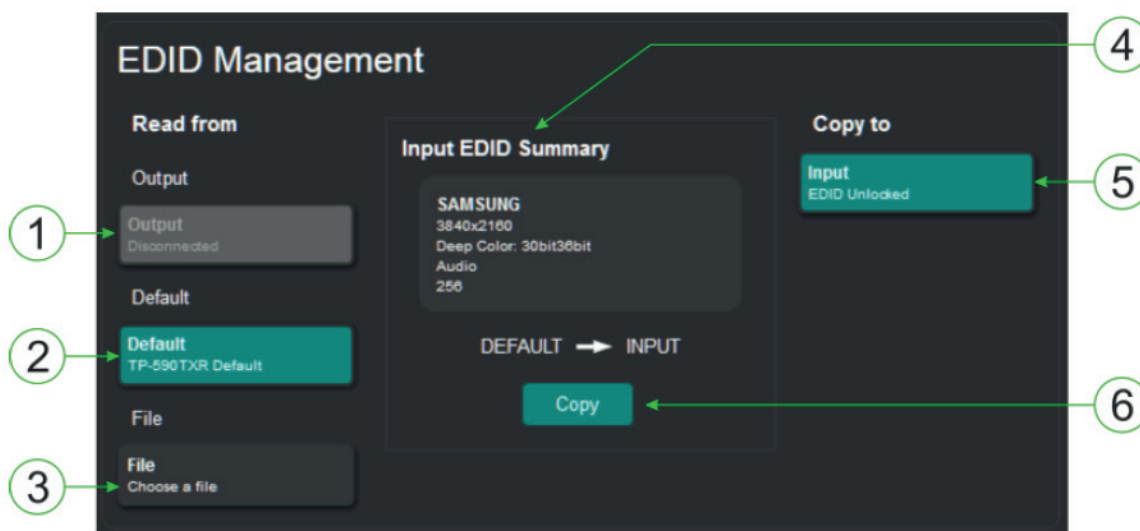 EDID Management
Read from
Output
Output
Disconnected
Default
Default
TP-590TXR Default
File
File
Choose a file
Input EDID Summary
SAMSUNG
3840x2160
Deep Color: 30bit36bit
Audio
256
DEFAULT → INPUT
Copy
Copy to
Input
EDID Unlocked
1
2
3
4
5
6